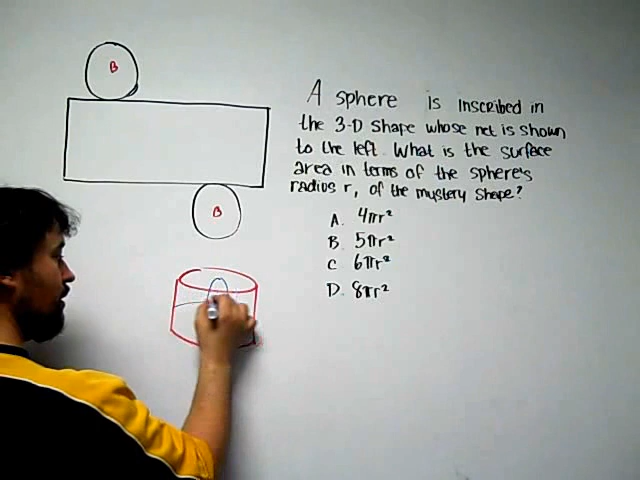 B
A sphere is inscribed in
the 3-D shape whose net is shown
to the left. What is the surface
area in terms of the sphere's
radius r, of the mystery shape?
B
A. 4πr²
B. 5πr²
C 6πr²
D. 8πr²